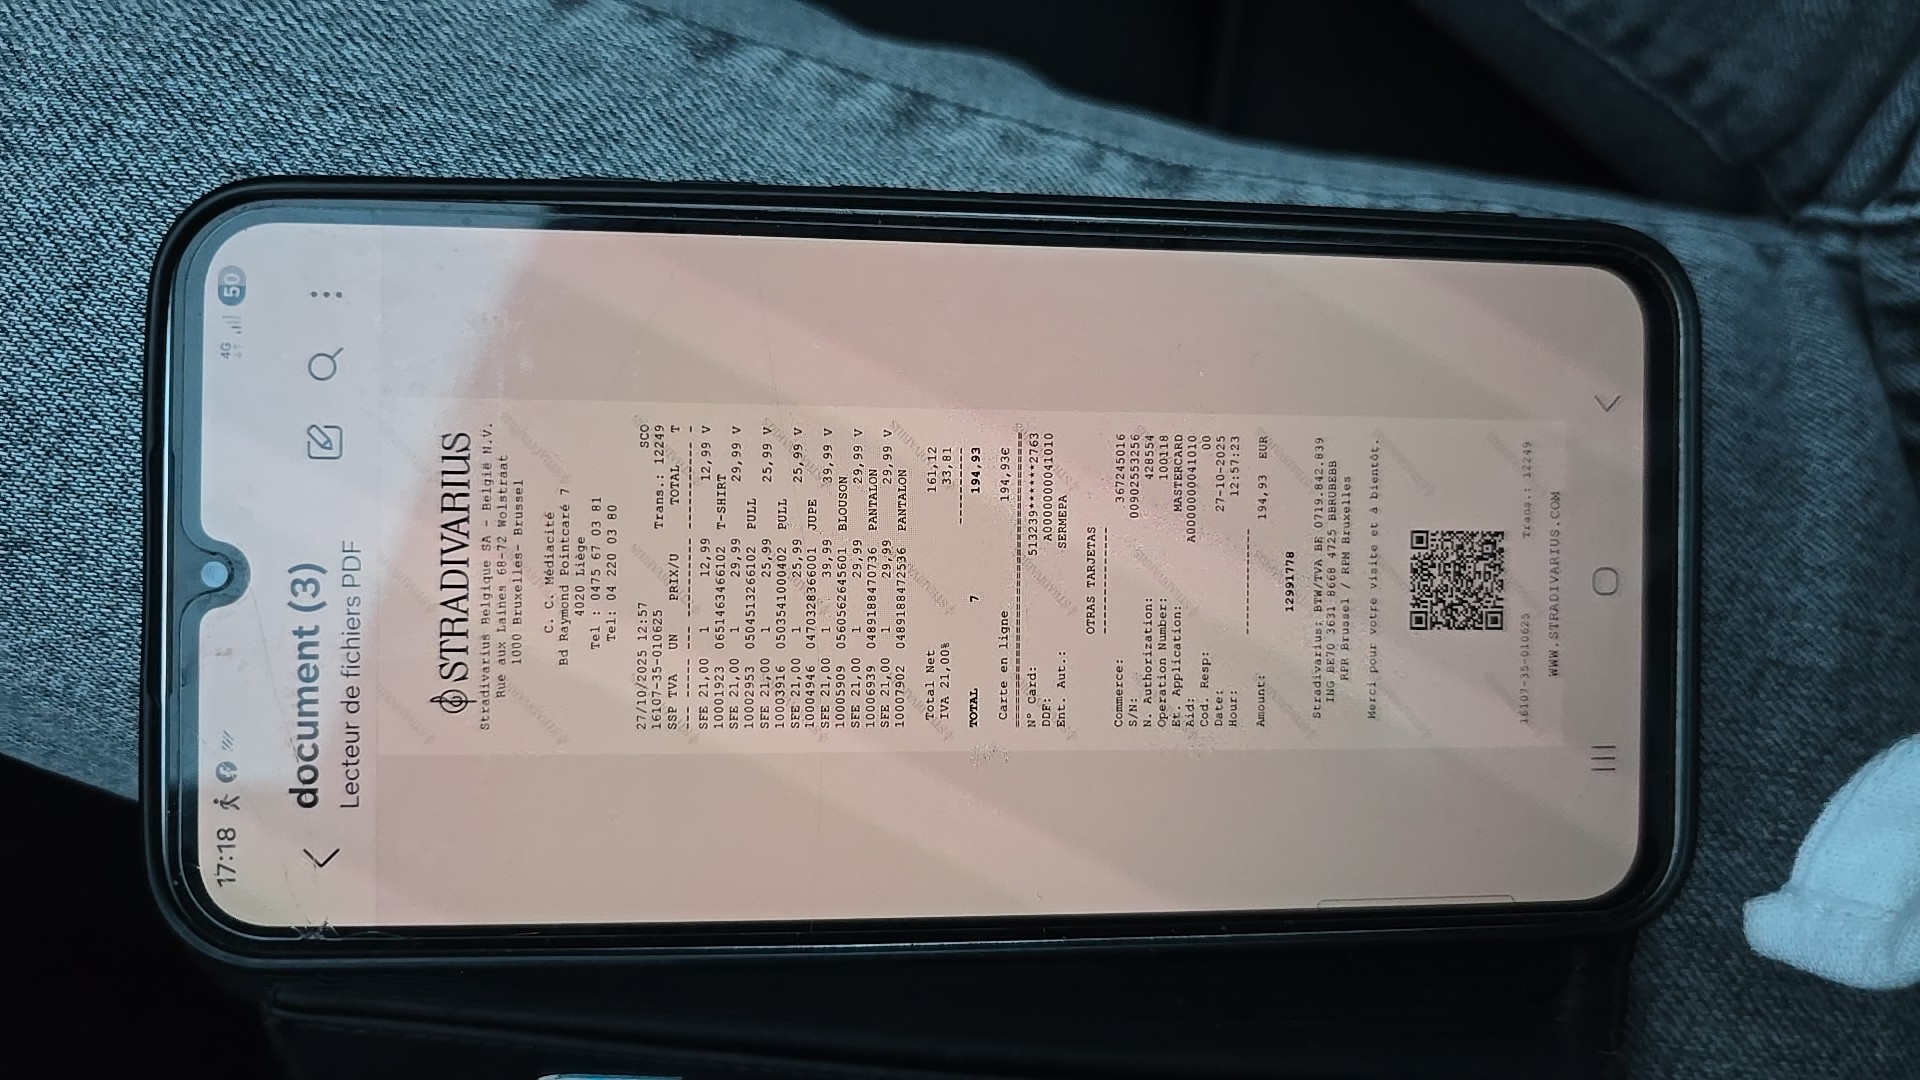 17:18 4G 50
document (3)
Lecteur de fichiers PDF
STRADIVARIUS
Stradivarius Belgique SA - België N.V.
Rue aux Laines 68-72 Wolstraat
1000 Bruxelles- Brussel
C. C. Médiacité
Bd Raymond Pointcaré 7
4020 Liège
Tel : 0475 67 03 81
Tel: 04 220 03 80
27/10/2025 12:57 SCO
16107-35-010625 Trans.: 12249
SSP TVA UN PRIX/U TOTAL T
SFE 21,00 1 12,99 12,99 V
10001923 0651463466102 T-SHIRT
SFE 21,00 1 29,99 29,99 V
10002953 0504513266102 PULL
SFE 21,00 1 25,99 25,99 V
10003916 0503541000402 PULL
SFE 21,00 1 25,99 25,99 V
10004946 0470328366001 JUPE
SFE 21,00 1 39,99 39,99 V
10005909 0560562645601 BLOUSON
SFE 21,00 1 29,99 29,99 V
10006939 0489188470736 PANTALON
SFE 21,00 1 29,99 29,99 V
10007902 0489188472536 PANTALON
Total Net 161,12
IVA 21,00% 33,81
TOTAL 7 194,93
Carte en ligne 194,93€
N° Card: 513239******2763
DDF: A0000000041010
Ent. Aut.: SERMEPA
OTRAS TARJETAS
Commerce: 367245016
S/N: 00902553256
N. Authorization: 428554
Operation Number: 100118
Et. Application: MASTERCARD
Aid: A0000000041010
Cod. Resp: 00
Date: 27-10-2025
Hour: 12:57:23
Amount: 194,93 EUR
12991778
Stradivarius: BTW/TVA BE 0719.842.839
ING BE70 3631 8668 4725 BBRUBEBB
RPR Brussel / RPM Bruxelles
Merci pour votre visite et à bientôt.
16107-35-010625 Trans.: 12249
WWW.STRADIVARIUS.COM